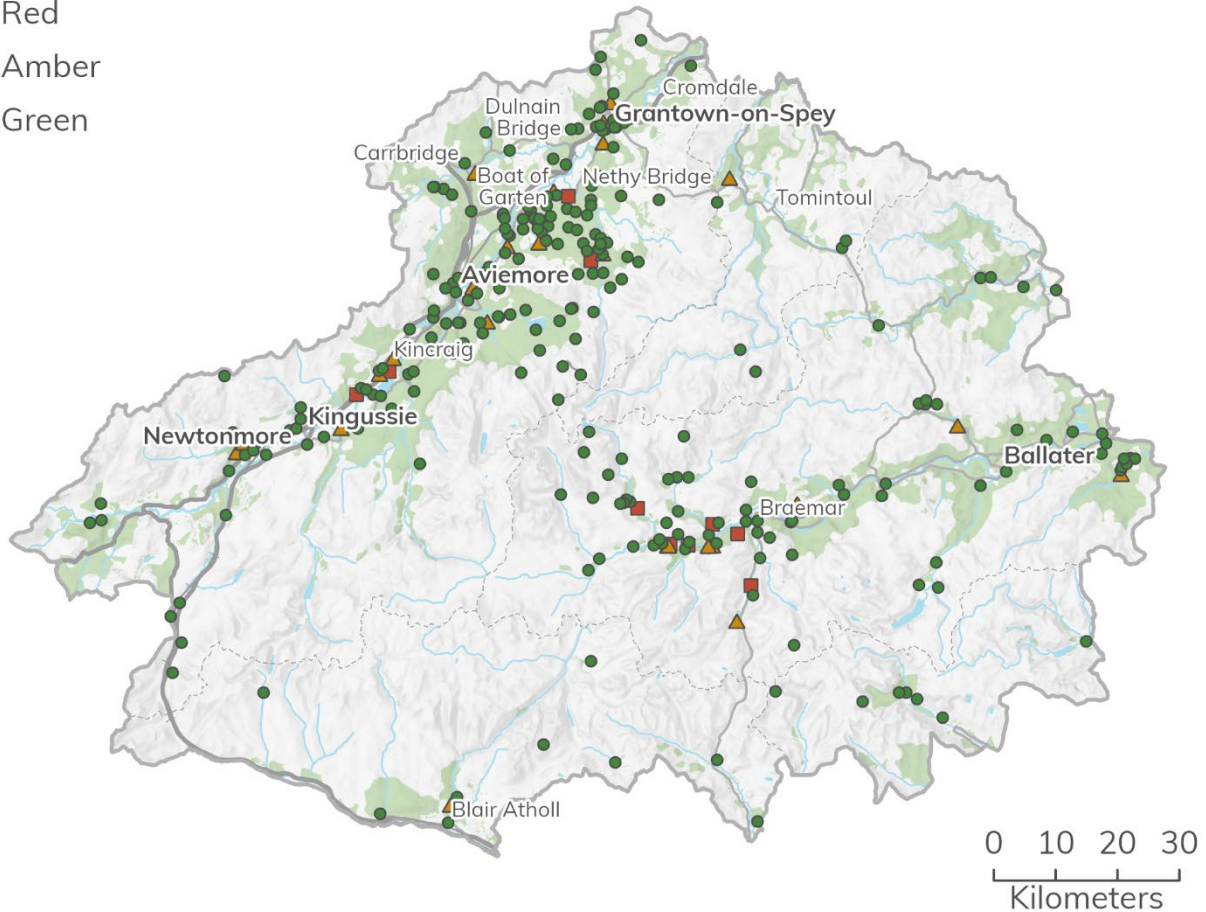 Red
Amber
Green
Cromdale
Dulnain
Bridge
Grantown-on-Spey
Carrbridge
Boat of
Garten
Nethy Bridge
Tomintoul
Aviemore
Kincraig
Kingussie
Newtonmore
Ballater
Braemar
Blair Atholl
0 10 20 30
Kilometers